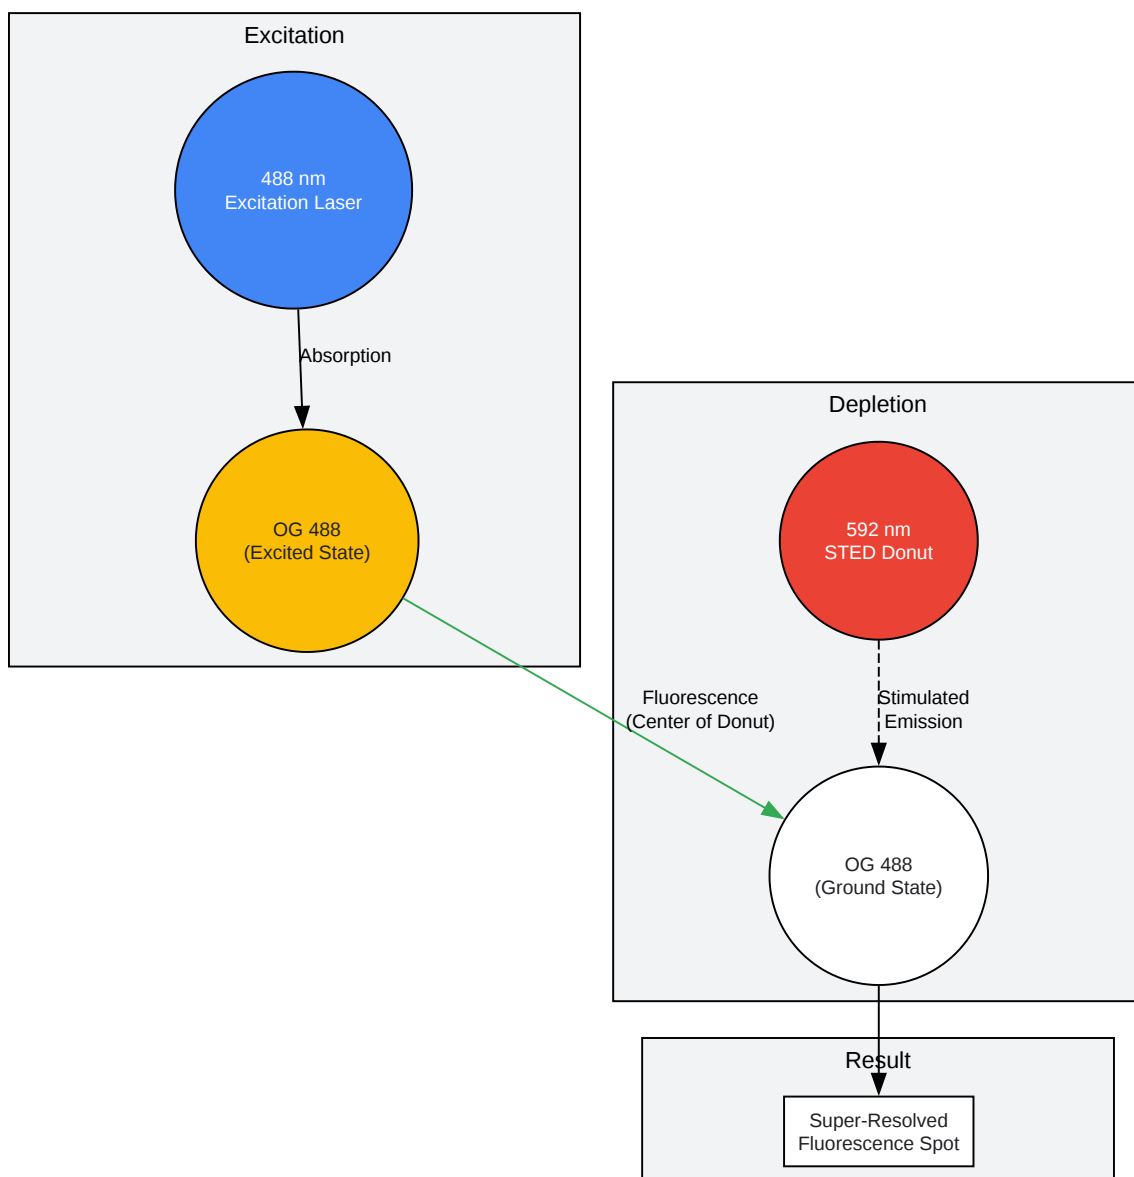 Excitation
488 nm
Excitation Laser
Absorption
OG 488
(Excited State)
Depletion
592 nm
STED Donut
Fluorescence
(Center of Donut)
Stimulated
Emission
OG 488
(Ground State)
Result
Super-Resolved
Fluorescence Spot